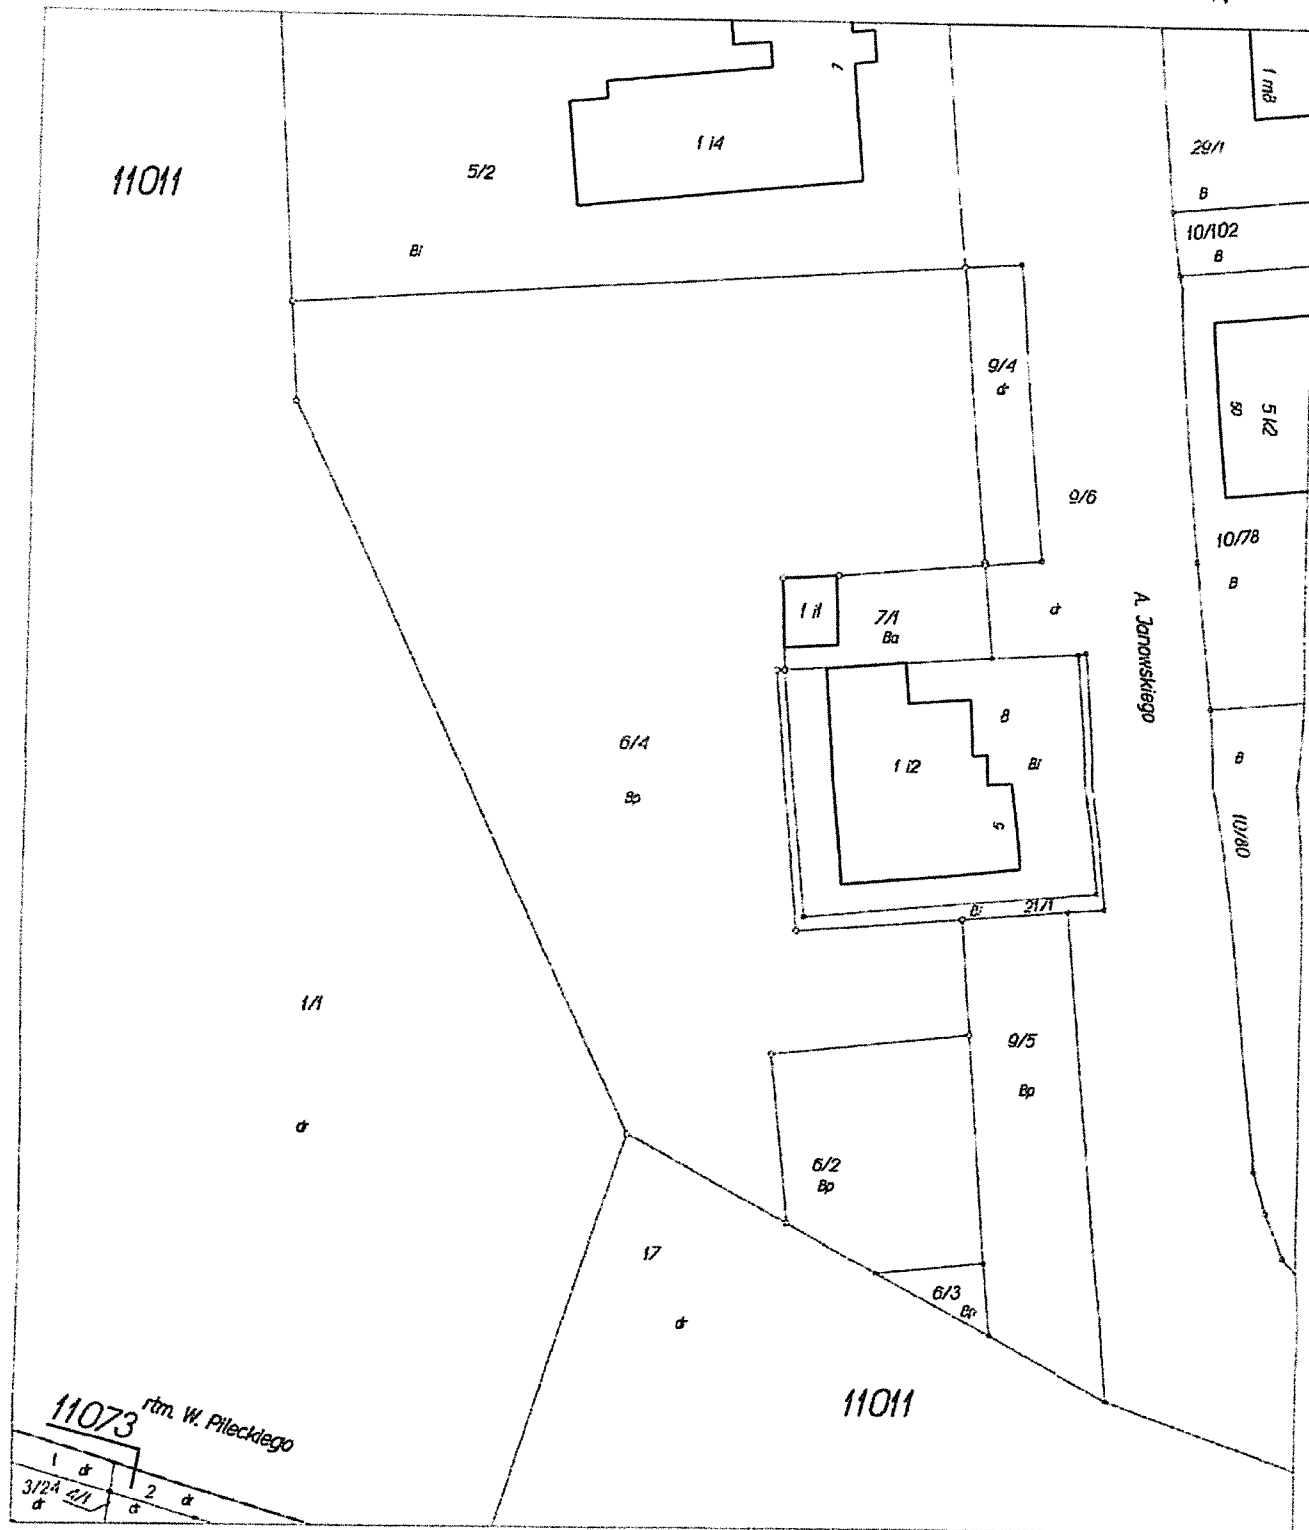 1 m8
f i4
29/1
11011
5/2
B
10/102
B
Bi
9/4
dr
5 k2
50
9/6
10/78
B
f i1
7/1
Ba
dr
A. Janowskiego
6/4
8
B
f i2
Bi
Bp
5
10/80
Bi
21/1
1/1
9/5
Bp
dr
6/2
Bp
17
6/3
Bp
dr
11011
11073
rtm. W. Pileckiego
1
dr
3/24
dr
4/1
2
dr
dr